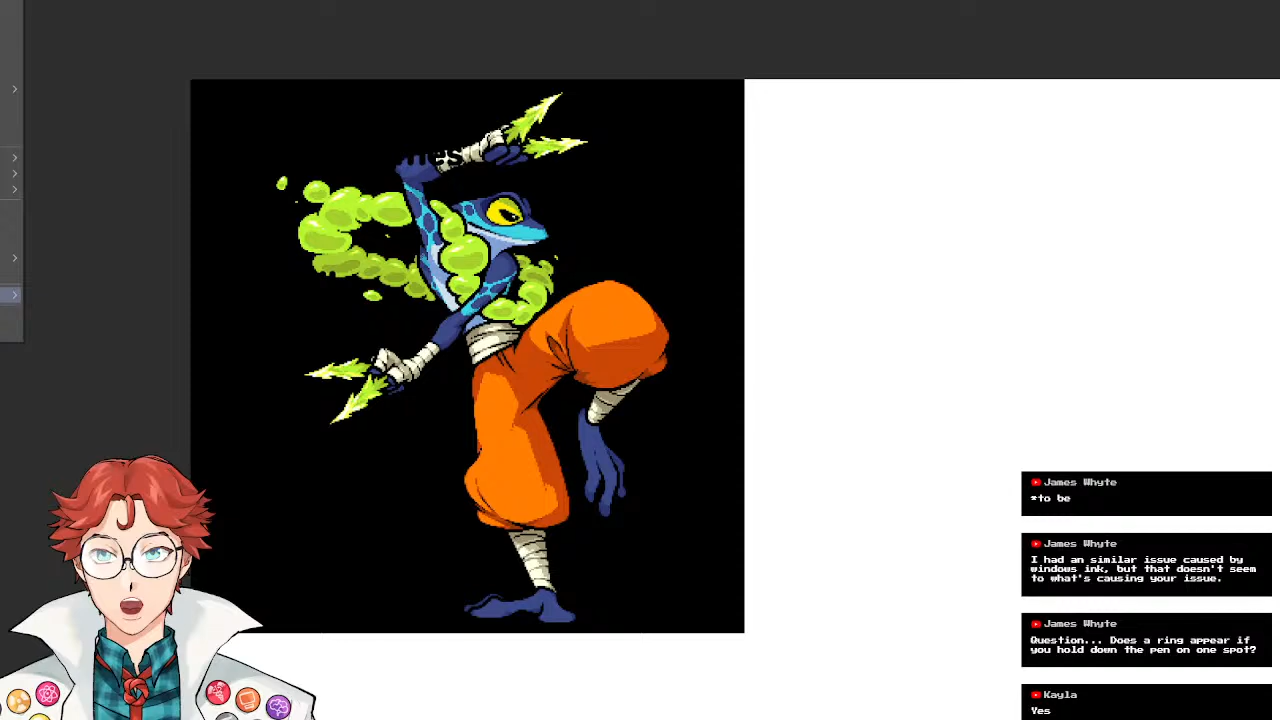 James Whyte
*to be
James Whyte
I had an similar issue caused by
windows ink, but that doesn't seem
to what's causing your issue.
James Whyte
Question... Does a ring appear if
you hold down the pen on one spot?
Kayla
Yes